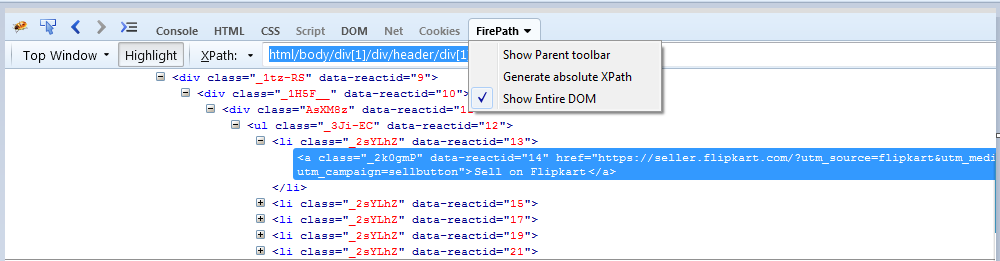 Console HTML CSS Script DOM Net Cookies FirePath
Top Window Highlight XPath: html/body/div[1]/div/header/div[1
Show Parent toolbar
Generate absolute XPath
Show Entire DOM
<div class="_1tz-RS" data-reactid="9">
<div class="_1H5F__" data-reactid="10">
<div class="AsXM8z" data-reactid="1
<ul class="_3Ji-EC" data-reactid="12">
<li class="_2sYLhZ" data-reactid="13">
<a class="_2k0gmP" data-reactid="14" href="https://seller.flipkart.com/?utm_source=flipkart&utm_medi
utm_campaign=sellbutton">Sell on Flipkart</a>
</li>
<li class="_2sYLhZ" data-reactid="15">
<li class="_2sYLhZ" data-reactid="17">
<li class="_2sYLhZ" data-reactid="19">
<li class="_2sYLhZ" data-reactid="21">